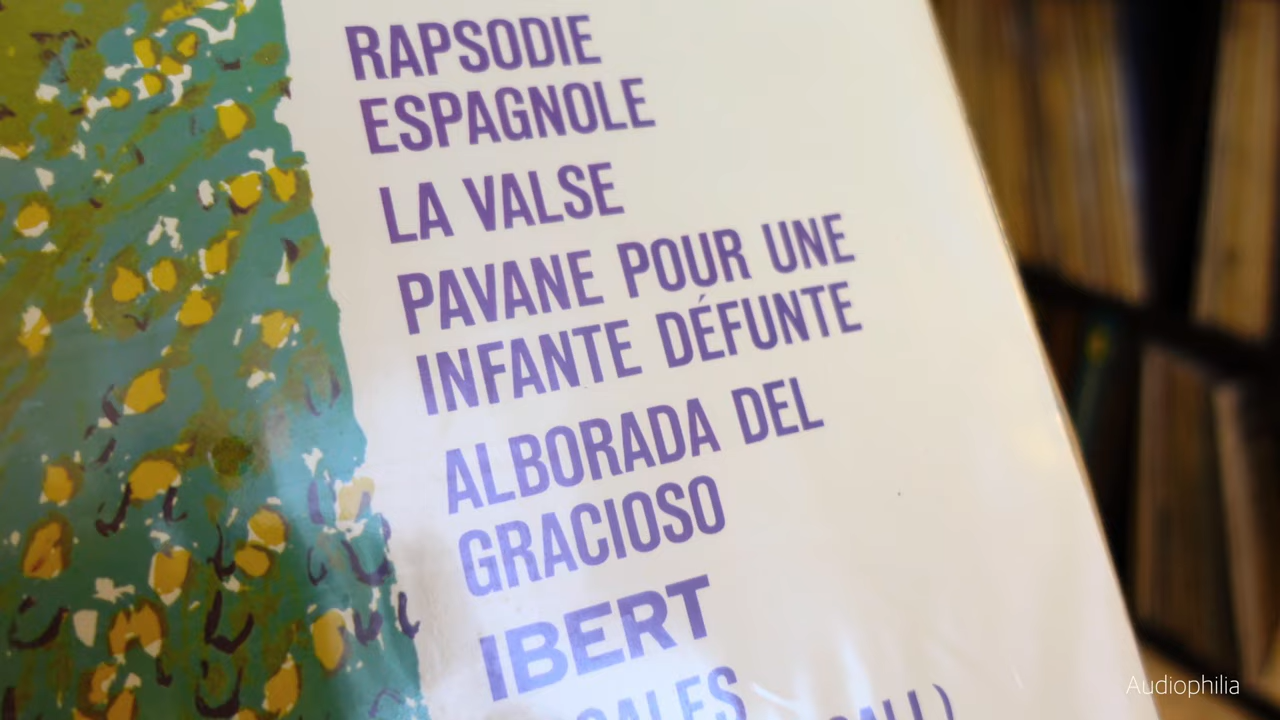 RAPSODIE
ESPAGNOLE
LA VALSE
PAVANE POUR UNE
INFANTE DÉFUNTE
ALBORADA DEL
GRACIOSO
IBERT
Audiophilia